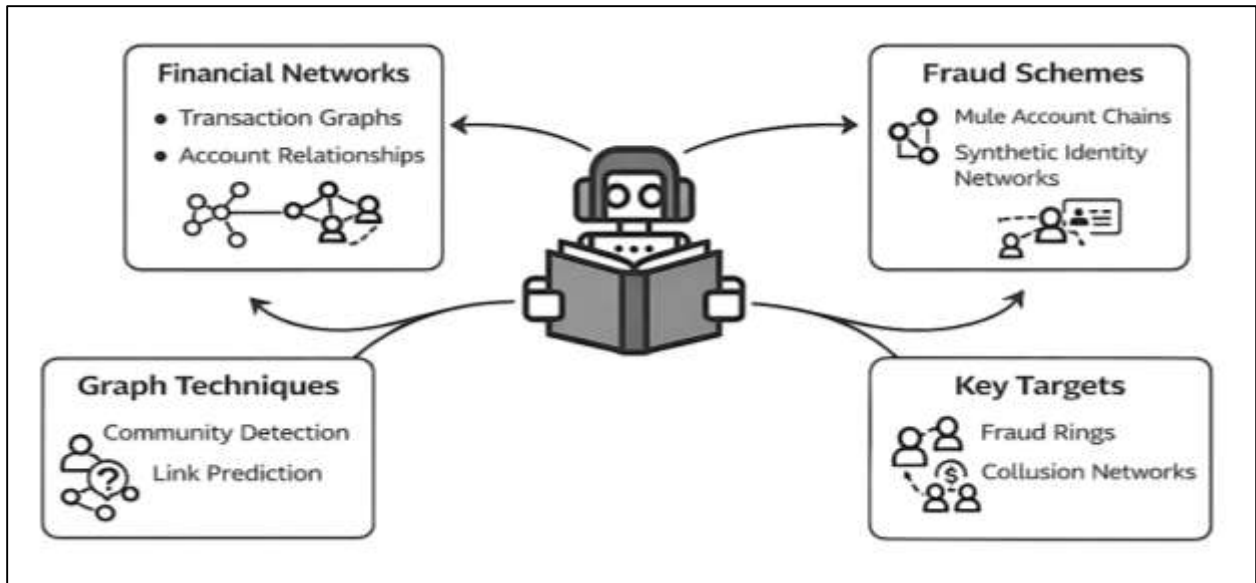 Financial Networks
• Transaction Graphs
• Account Relationships
Fraud Schemes
Mule Account Chains
Synthetic Identity
Networks
Graph Techniques
Community Detection
?
Link Prediction
Key Targets
Fraud Rings
$
Collusion Networks